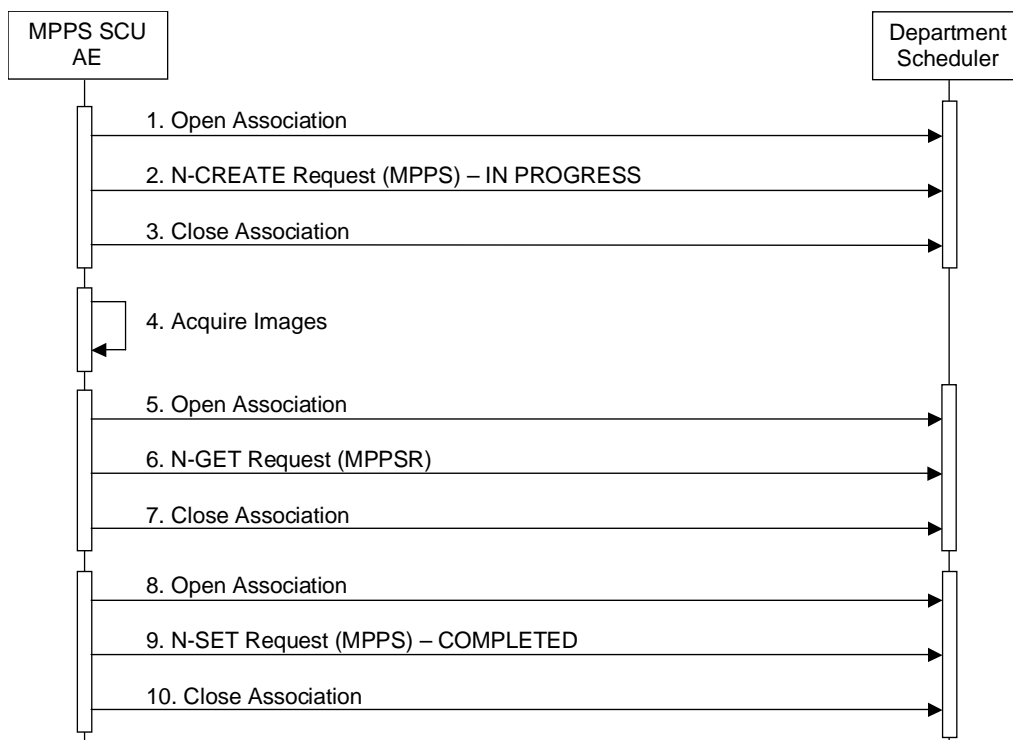 MPPS SCU
AE
Department
Scheduler
1. Open Association
2. N-CREATE Request (MPPS) – IN PROGRESS
3. Close Association
4. Acquire Images
5. Open Association
6. N-GET Request (MPPSR)
7. Close Association
8. Open Association
9. N-SET Request (MPPS) – COMPLETED
10. Close Association